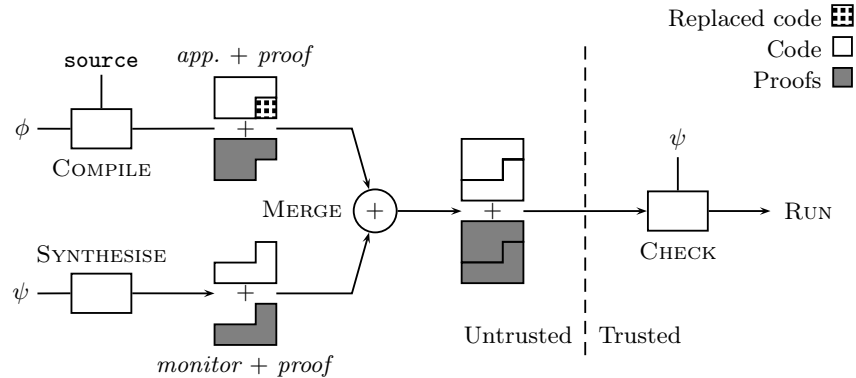 Replaced code
Code
Proofs
source
app. + proof
ϕ
+
COMPILE
MERGE
+
+
ψ
CHECK
RUN
SYNTHESISE
ψ
+
monitor + proof
Untrusted
Trusted